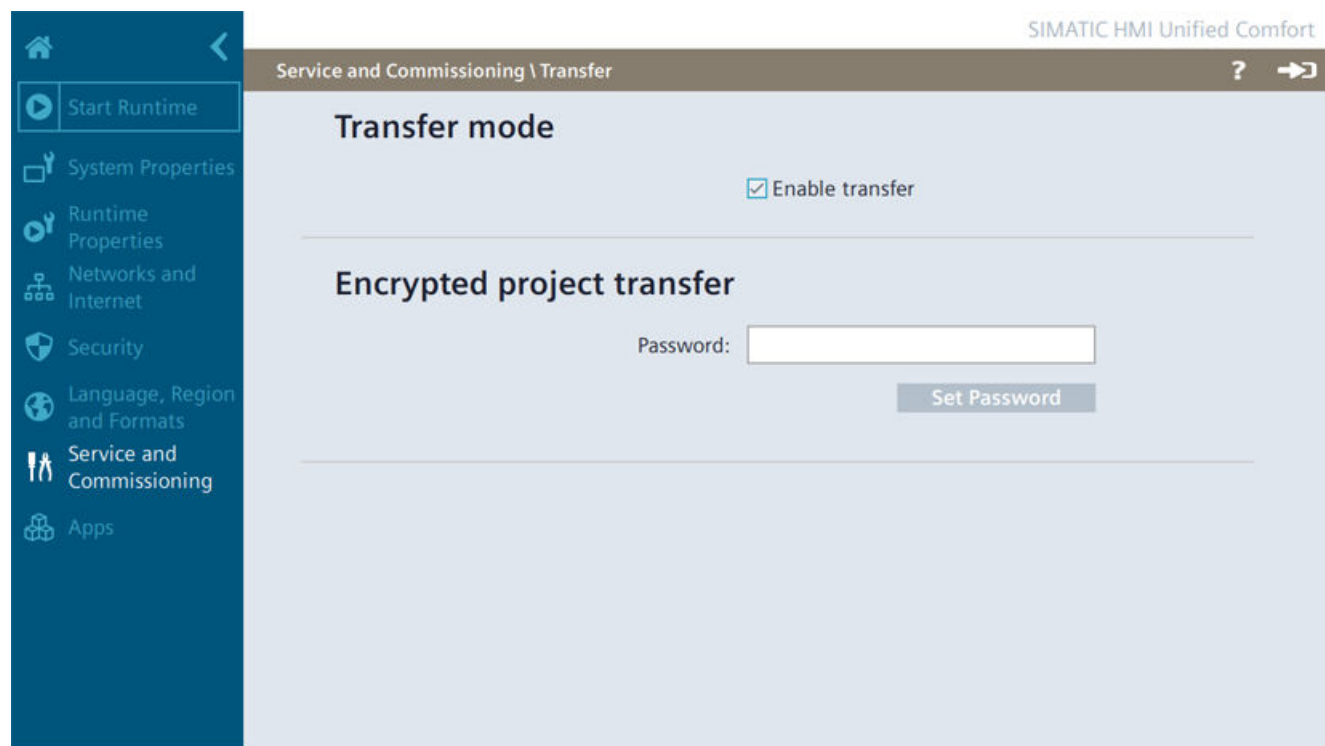 SIMATIC HMI Unified Comfort
Service and Commissioning \ Transfer
?
Start Runtime
System Properties
Runtime
Properties
Networks and
Internet
Security
Language, Region
and Formats
Service and
Commissioning
Apps
Transfer mode
Enable transfer
Encrypted project transfer
Password:
Set Password